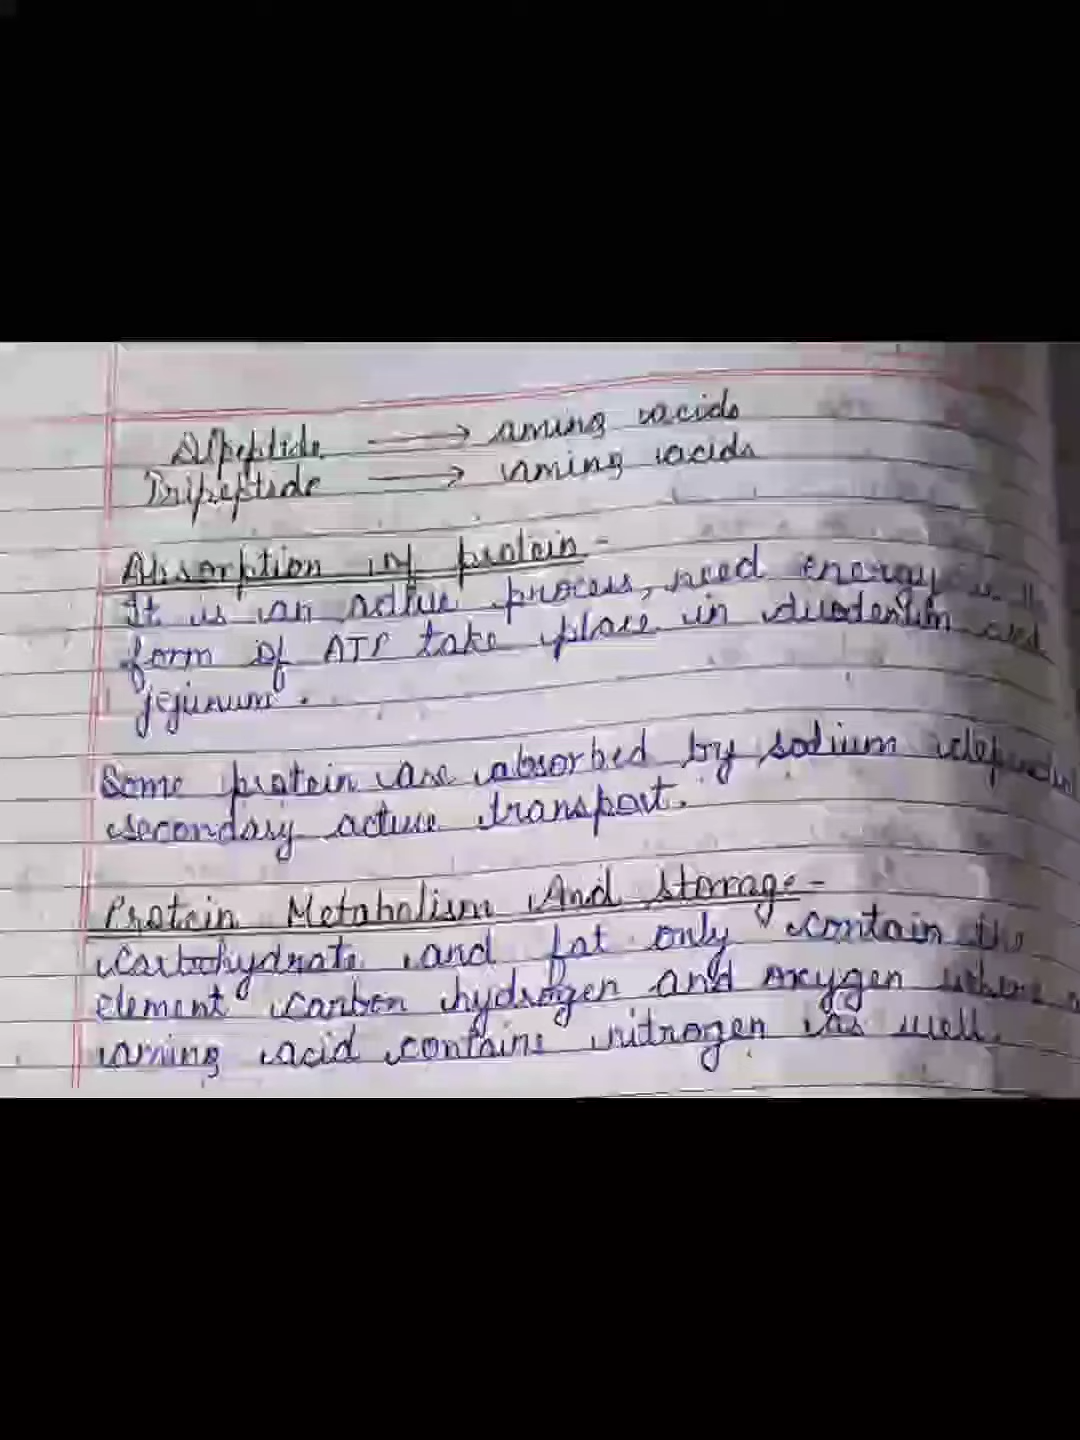 Dipeptide → amino acids
Tripeptide → amino acids
Absorption of protein -
It is an active process, need energy in the
form of ATP take place in duodenum and
jejunum.
Some protein are absorbed by sodium dependent
secondary active transport.
Protein Metabolism And Storage-
Carbohydrate and fat only contain the
element carbon hydrogen and oxygen where
amino acid contains nitrogen as well.